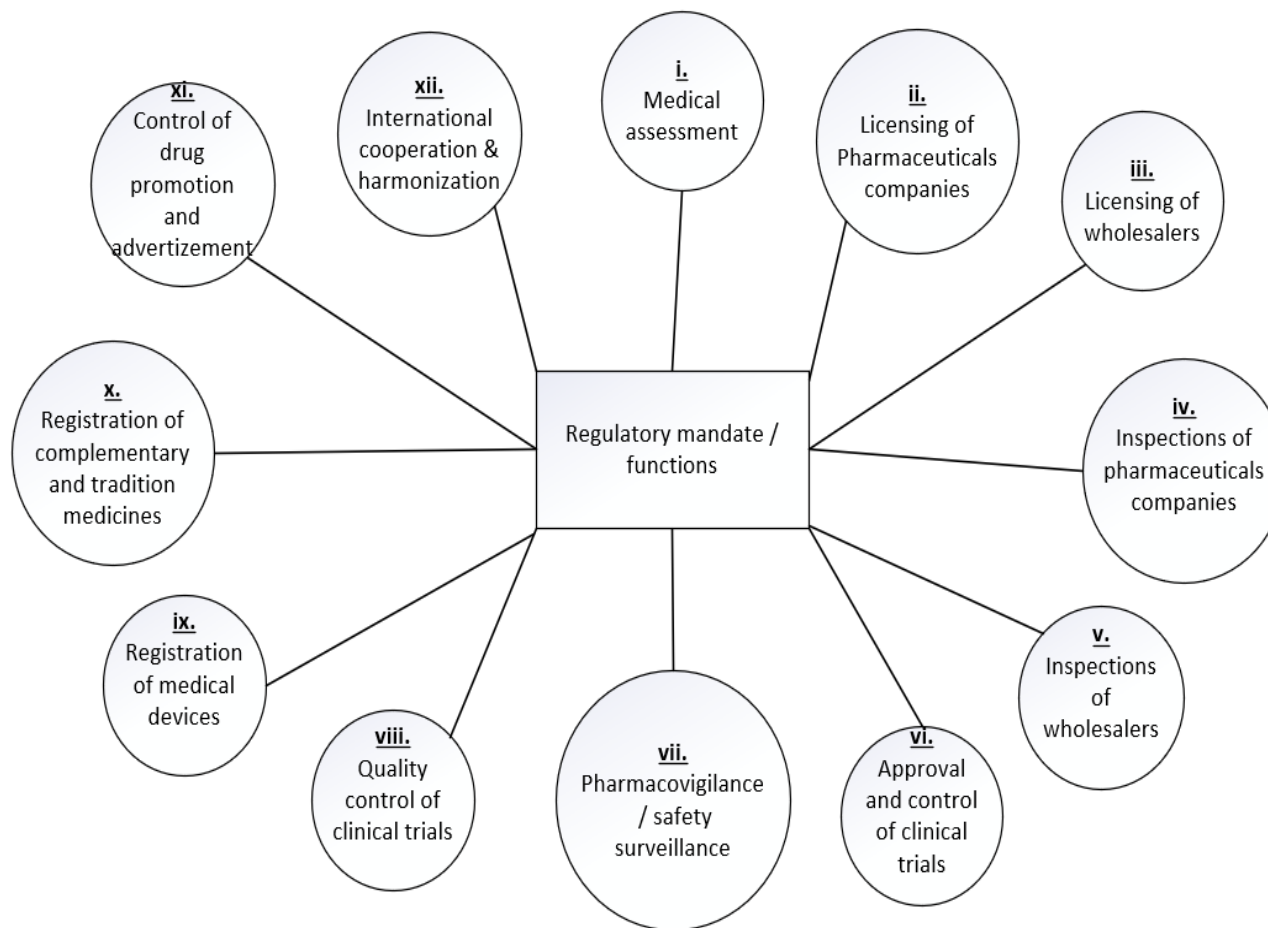 i.
Medical
assessment
ii.
Licensing of
Pharmaceuticals
companies
iii.
Licensing of
wholesalers
iv.
Inspections of
pharmaceuticals
companies
v.
Inspections
of
wholesalers
vi.
Approval
and control
of clinical
trials
vii.
Pharmacovigilance
/ safety
surveillance
viii.
Quality
control of
clinical trials
ix.
Registration
of medical
devices
x.
Registration of
complementary
and tradition
medicines
xi.
Control of
drug
promotion
and
advertizement
xii.
International
cooperation &
harmonization
Regulatory mandate /
functions